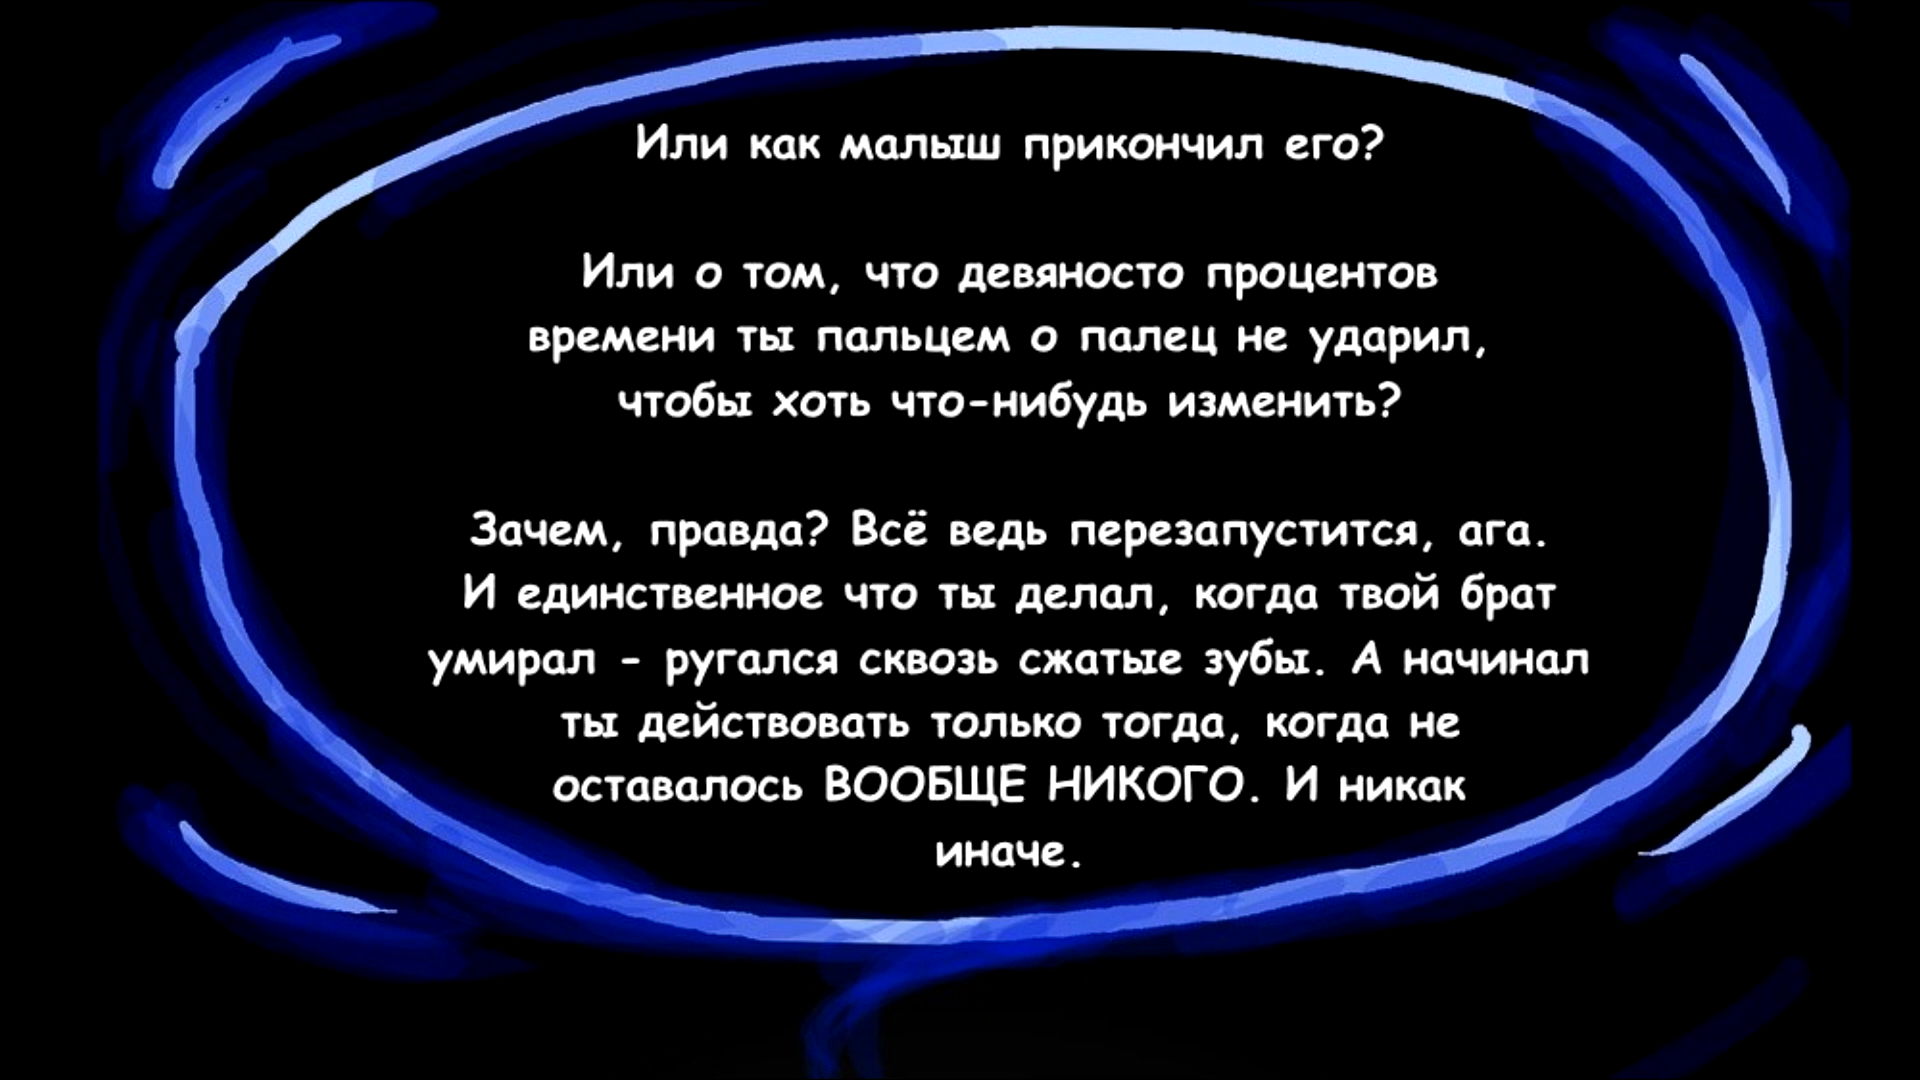 Или как малыш прикончил его?
Или о том, что девяносто процентов
времени ты пальцем о палец не ударил,
чтобы хоть что-нибудь изменить?
Зачем, правда? Всё ведь перезапустится, ага.
И единственное что ты делал, когда твой брат
умирал - ругался сквозь сжатые зубы. А начинал
ты действовать только тогда, когда не
оставалось ВООБЩЕ НИКОГО. И никак
иначе.